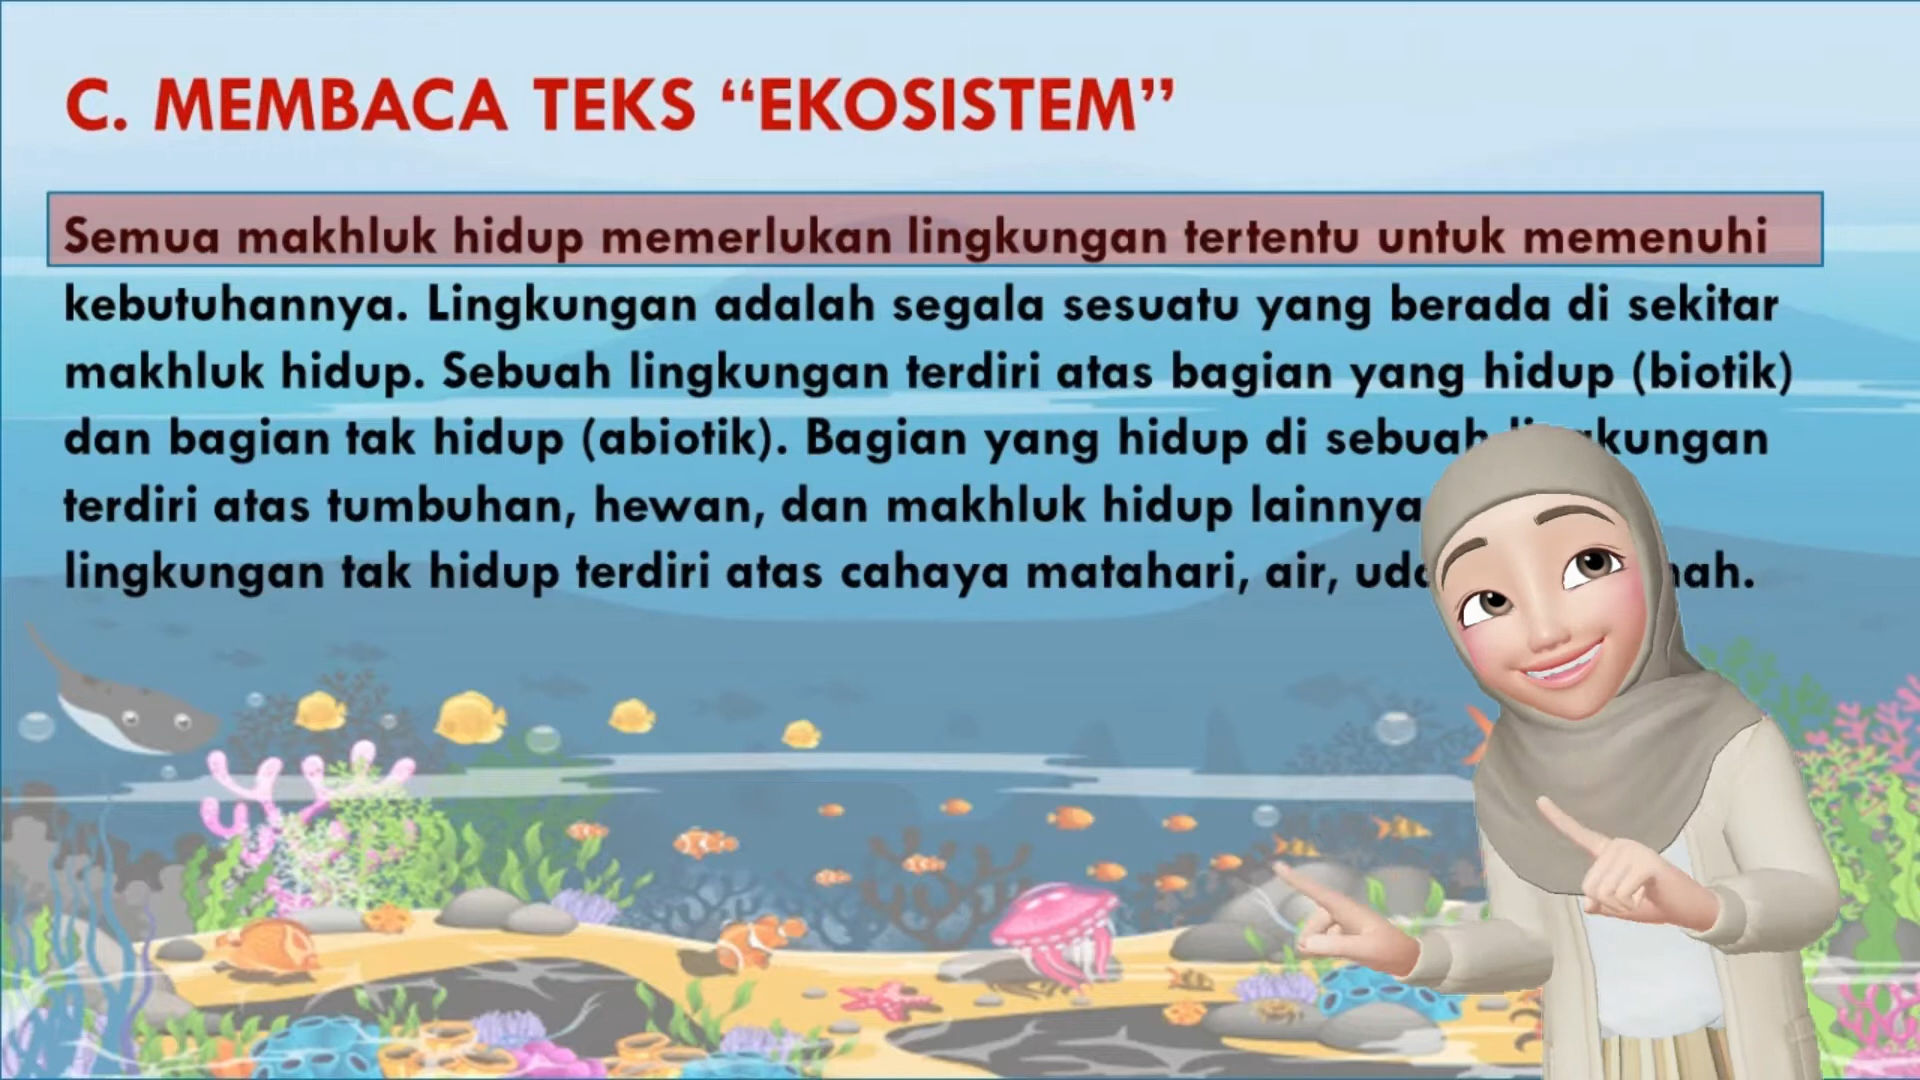 C. MEMBACA TEKS “EKOSISTEM”
Semua makhluk hidup memerlukan lingkungan tertentu untuk memenuhi
kebutuhannya. Lingkungan adalah segala sesuatu yang berada di sekitar
makhluk hidup. Sebuah lingkungan terdiri atas bagian yang hidup (biotik)
dan bagian tak hidup (abiotik). Bagian yang hidup di sebuah lingkungan
terdiri atas tumbuhan, hewan, dan makhluk hidup lainnya
lingkungan tak hidup terdiri atas cahaya matahari, air,